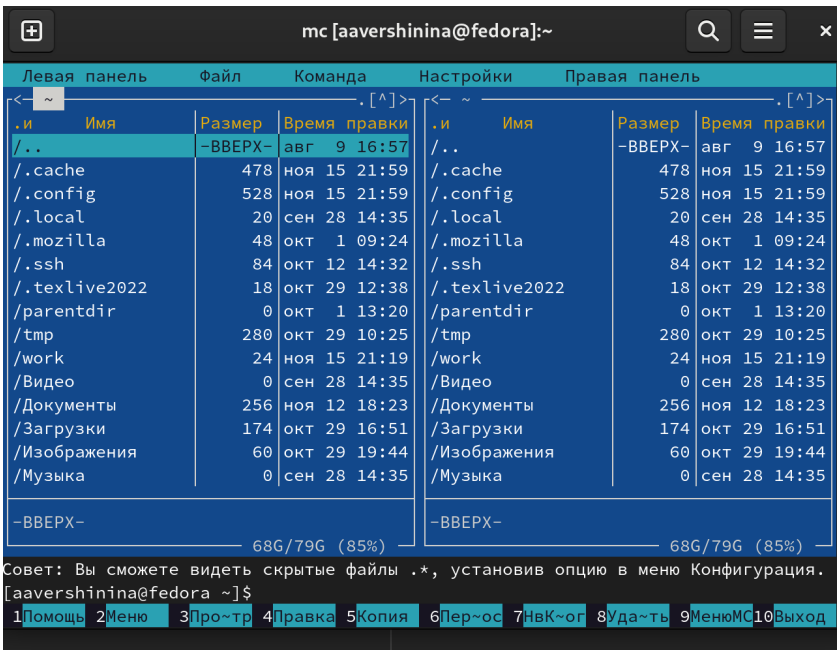 mc [aavershinina@fedora]:~
Левая панель Файл Команда Настройки Правая панель
<- ~ .[^]> <- ~ .[^]>
.и Имя Размер Время правки .и Имя Размер Время правки
/.. -ВВЕРХ- авг 9 16:57 /.. -ВВЕРХ- авг 9 16:57
/.cache 478 ноя 15 21:59 /.cache 478 ноя 15 21:59
/.config 528 ноя 15 21:59 /.config 528 ноя 15 21:59
/.local 20 сен 28 14:35 /.local 20 сен 28 14:35
/.mozilla 48 окт 1 09:24 /.mozilla 48 окт 1 09:24
/.ssh 84 окт 12 14:32 /.ssh 84 окт 12 14:32
/.texlive2022 18 окт 29 12:38 /.texlive2022 18 окт 29 12:38
/parentdir 0 окт 1 13:20 /parentdir 0 окт 1 13:20
/tmp 280 окт 29 10:25 /tmp 280 окт 29 10:25
/work 24 ноя 15 21:19 /work 24 ноя 15 21:19
/Видео 0 сен 28 14:35 /Видео 0 сен 28 14:35
/Документы 256 ноя 12 18:23 /Документы 256 ноя 12 18:23
/Загрузки 174 окт 29 16:51 /Загрузки 174 окт 29 16:51
/Изображения 60 окт 29 19:44 /Изображения 60 окт 29 19:44
/Музыка 0 сен 28 14:35 /Музыка 0 сен 28 14:35
-ВВЕРХ- -ВВЕРХ-
68G/79G (85%) 68G/79G (85%)
Совет: Вы сможете видеть скрытые файлы .*, установив опцию в меню Конфигурация.
[aavershinina@fedora ~]$
1Помощь 2Меню 3Про~тр 4Правка 5Копия 6Пер~ос 7НвК~ог 8Уда~ть 9МенюMC 10Выход